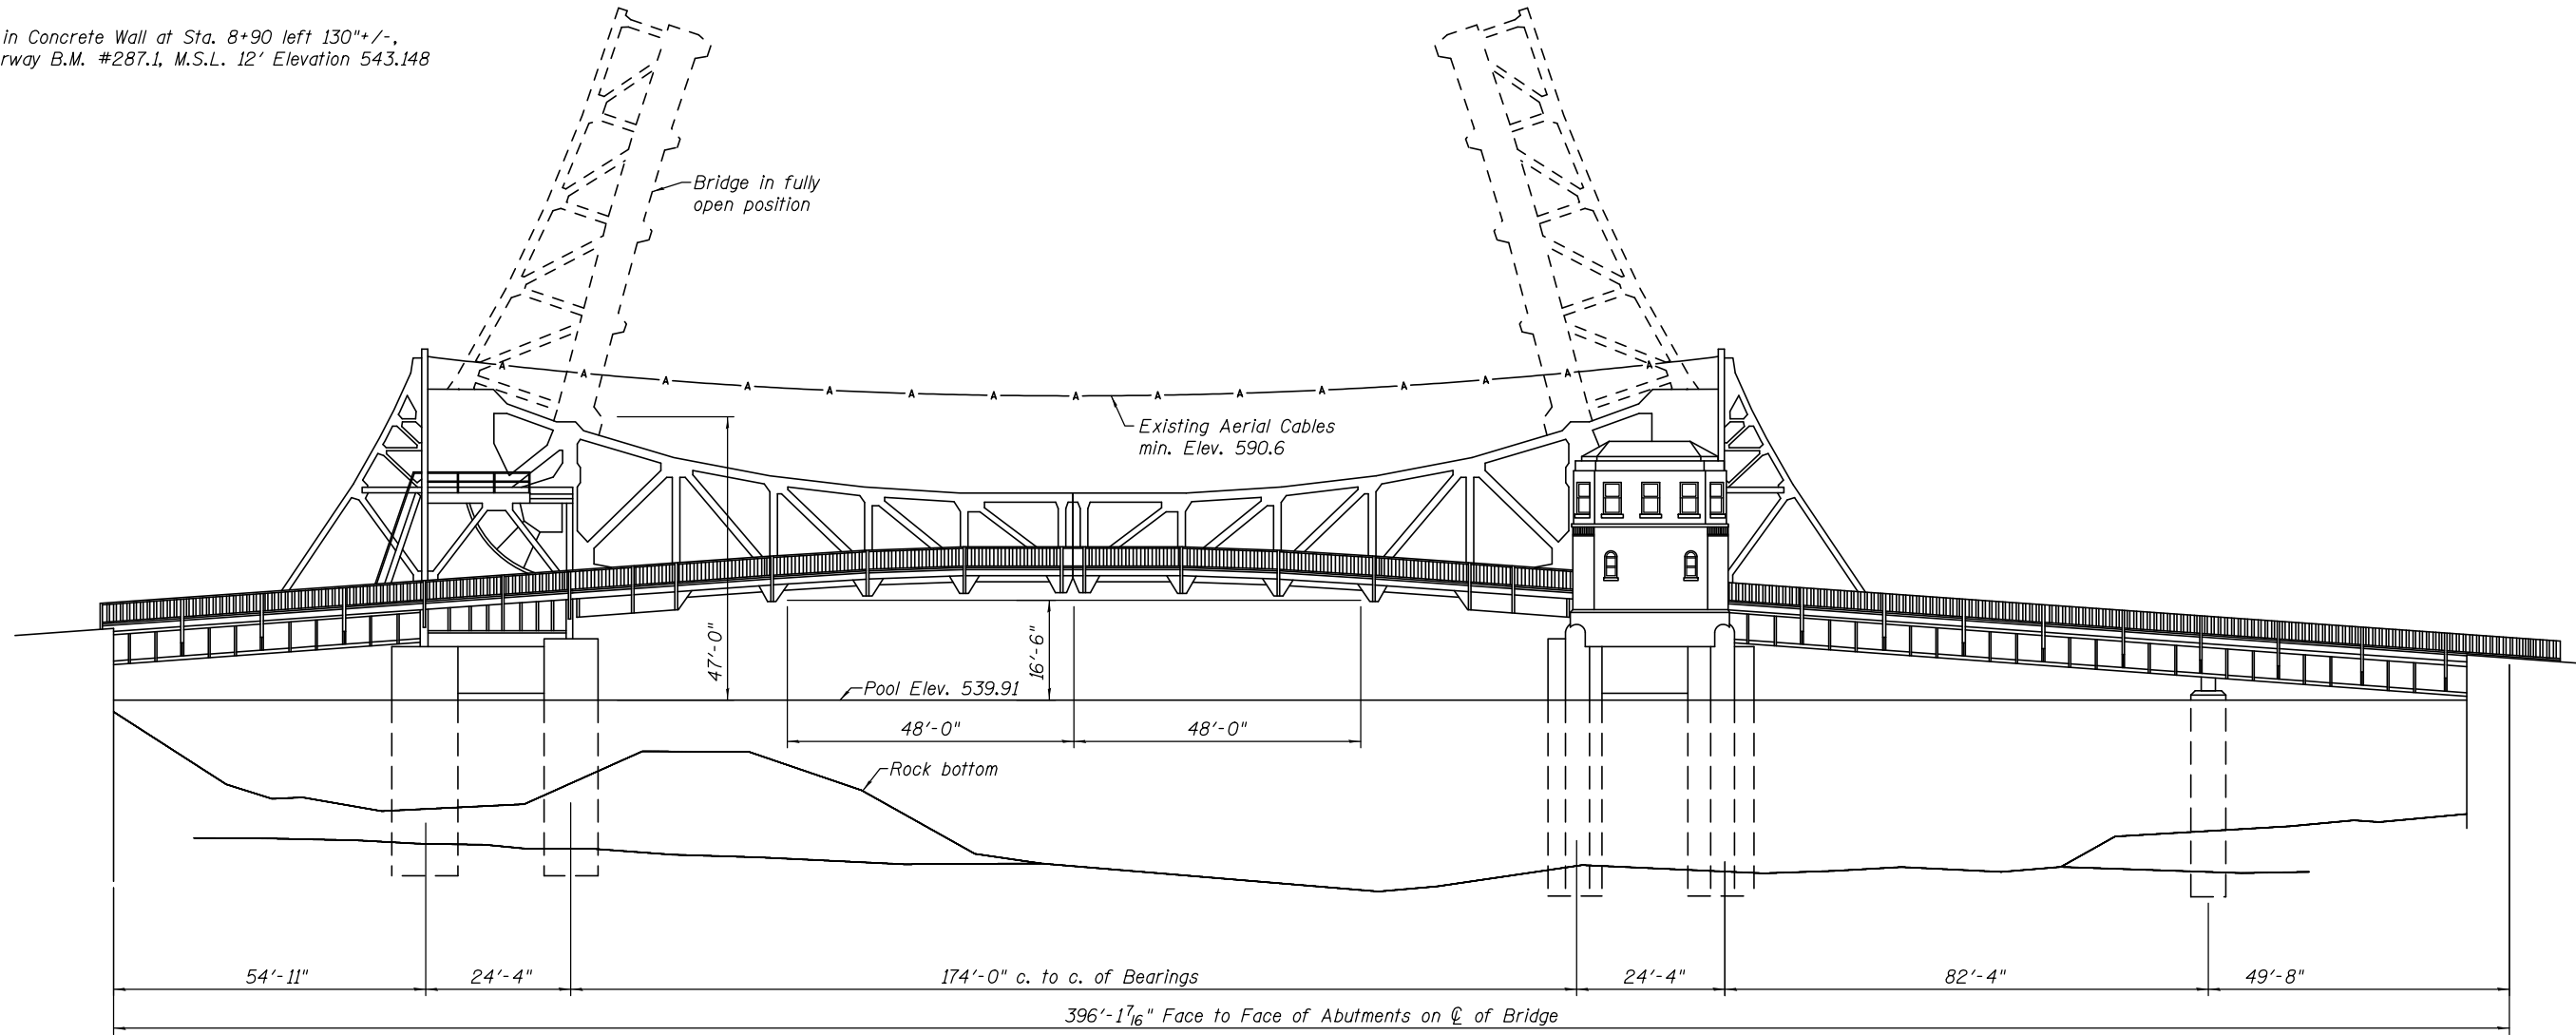 in Concrete Wall at Sta. 8+90 left 130"+/-,
rway B.M. #287.1, M.S.L. 12' Elevation 543.148
Bridge in fully
open position
A A A A A A A A A A A A A A A
Existing Aerial Cables
min. Elev. 590.6
47'-0"
16'-6"
Pool Elev. 539.91
48'-0" 48'-0"
Rock bottom
54'-11" 24'-4" 174'-0" c. to c. of Bearings 24'-4" 82'-4" 49'-8"
396'-1 7/16" Face to Face of Abutments on ℄ of Bridge